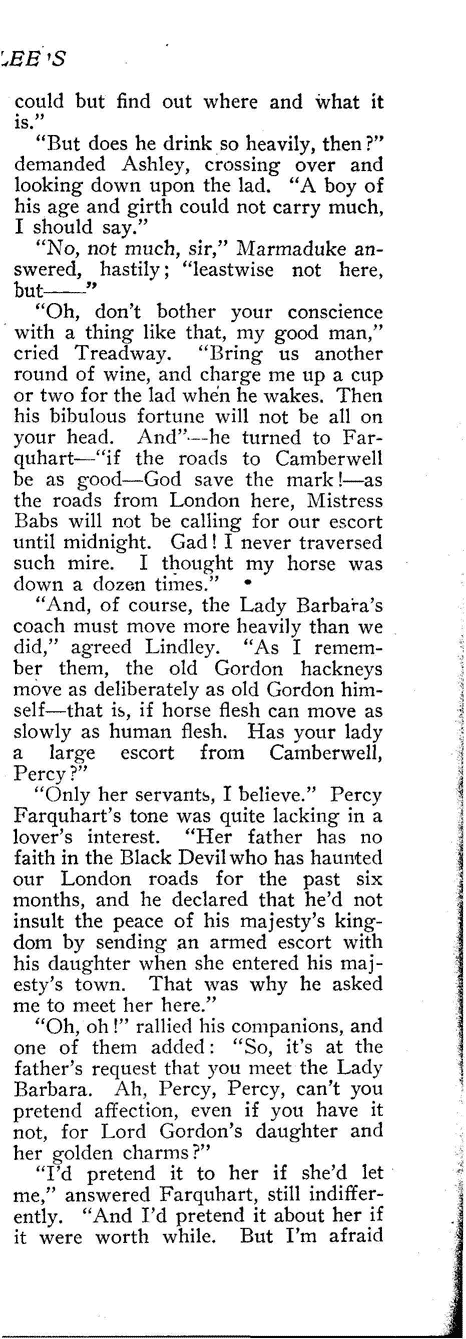 LEE'S
could but find out where and what it
is."
"But does he drink so heavily, then?"
demanded Ashley, crossing over and
looking down upon the lad. "A boy of
his age and girth could not carry much,
I should say."
"No, not much, sir," Marmaduke an-
swered, hastily; "leastwise not here,
but——"
"Oh, don't bother your conscience
with a thing like that, my good man,"
cried Treadway. "Bring us another
round of wine, and charge me up a cup
or two for the lad when he wakes. Then
his bibulous fortune will not be all on
your head. And"—he turned to Far-
quhart—"if the roads to Camberwell
be as good—God save the mark!—as
the roads from London here, Mistress
Babs will not be calling for our escort
until midnight. Gad! I never traversed
such mire. I thought my horse was
down a dozen times."
"And, of course, the Lady Barbara's
coach must move more heavily than we
did," agreed Lindley. "As I remem-
ber them, the old Gordon hackneys
move as deliberately as old Gordon him-
self—that is, if horse flesh can move as
slowly as human flesh. Has your lady
a large escort from Camberwell,
Percy?"
"Only her servants, I believe." Percy
Farquhart's tone was quite lacking in a
lover's interest. "Her father has no
faith in the Black Devil who has haunted
our London roads for the past six
months, and he declared that he'd not
insult the peace of his majesty's king-
dom by sending an armed escort with
his daughter when she entered his maj-
esty's town. That was why he asked
me to meet her here."
"Oh, oh!" rallied his companions, and
one of them added: "So, it's at the
father's request that you meet the Lady
Barbara. Ah, Percy, Percy, can't you
pretend affection, even if you have it
not, for Lord Gordon's daughter and
her golden charms?"
"I'd pretend it to her if she'd let
me," answered Farquhart, still indiffer-
ently. "And I'd pretend it about her if
it were worth while. But I'm afraid